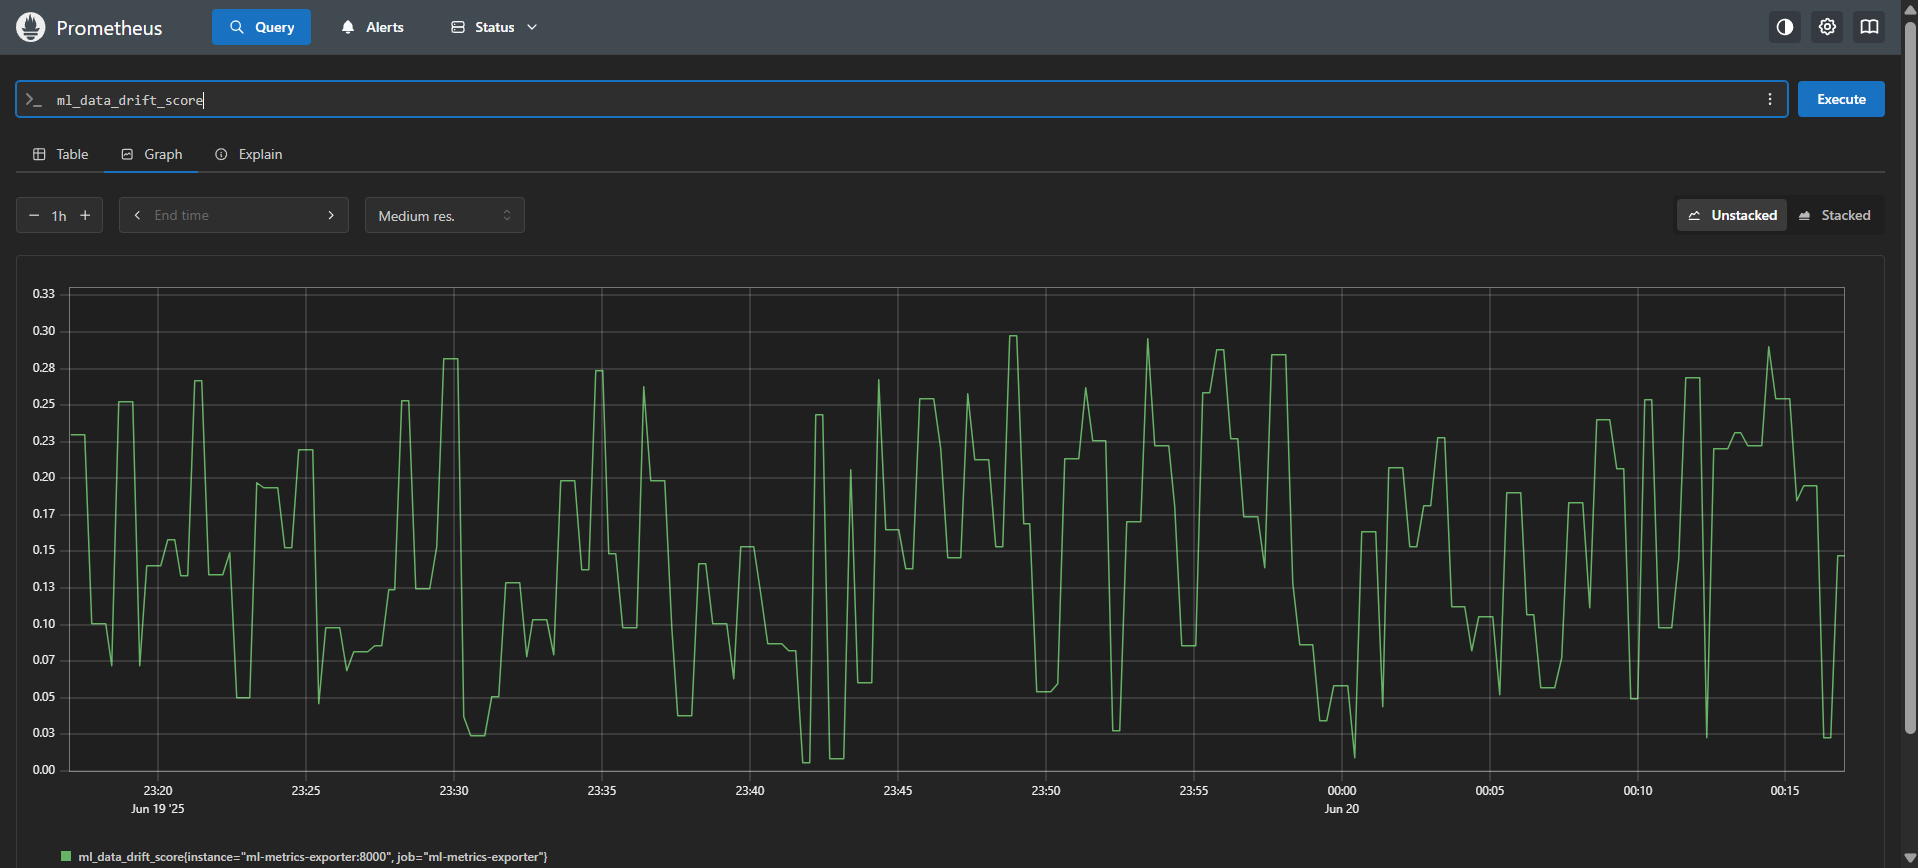 Prometheus
Query
Alerts
Status
ml_data_drift_score
Execute
Table
Graph
Explain
1h
End time
Medium res.
Unstacked
Stacked
0.33
0.30
0.28
0.25
0.23
0.20
0.17
0.15
0.13
0.10
0.07
0.05
0.03
0.00
23:20 23:25 23:30 23:35 23:40 23:45 23:50 23:55 00:00 00:05 00:10 00:15
Jun 19 '25 Jun 20
ml_data_drift_score{instance="ml-metrics-exporter:8000", job="ml-metrics-exporter"}